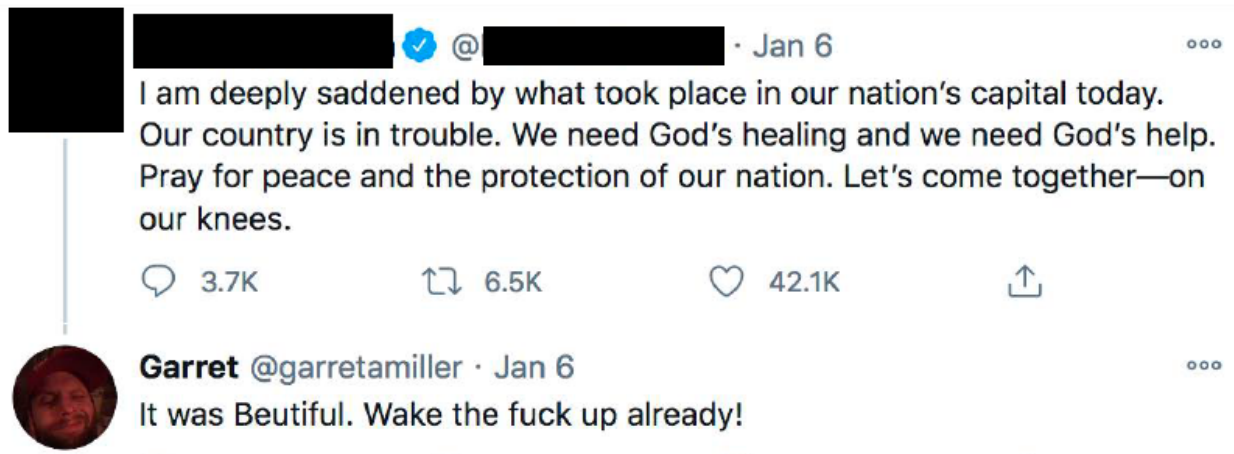 @ · Jan 6
I am deeply saddened by what took place in our nation's capital today.
Our country is in trouble. We need God's healing and we need God's help.
Pray for peace and the protection of our nation. Let's come together—on
our knees.
3.7K 6.5K 42.1K
Garret @garretamiller · Jan 6
It was Beutiful. Wake the fuck up already!